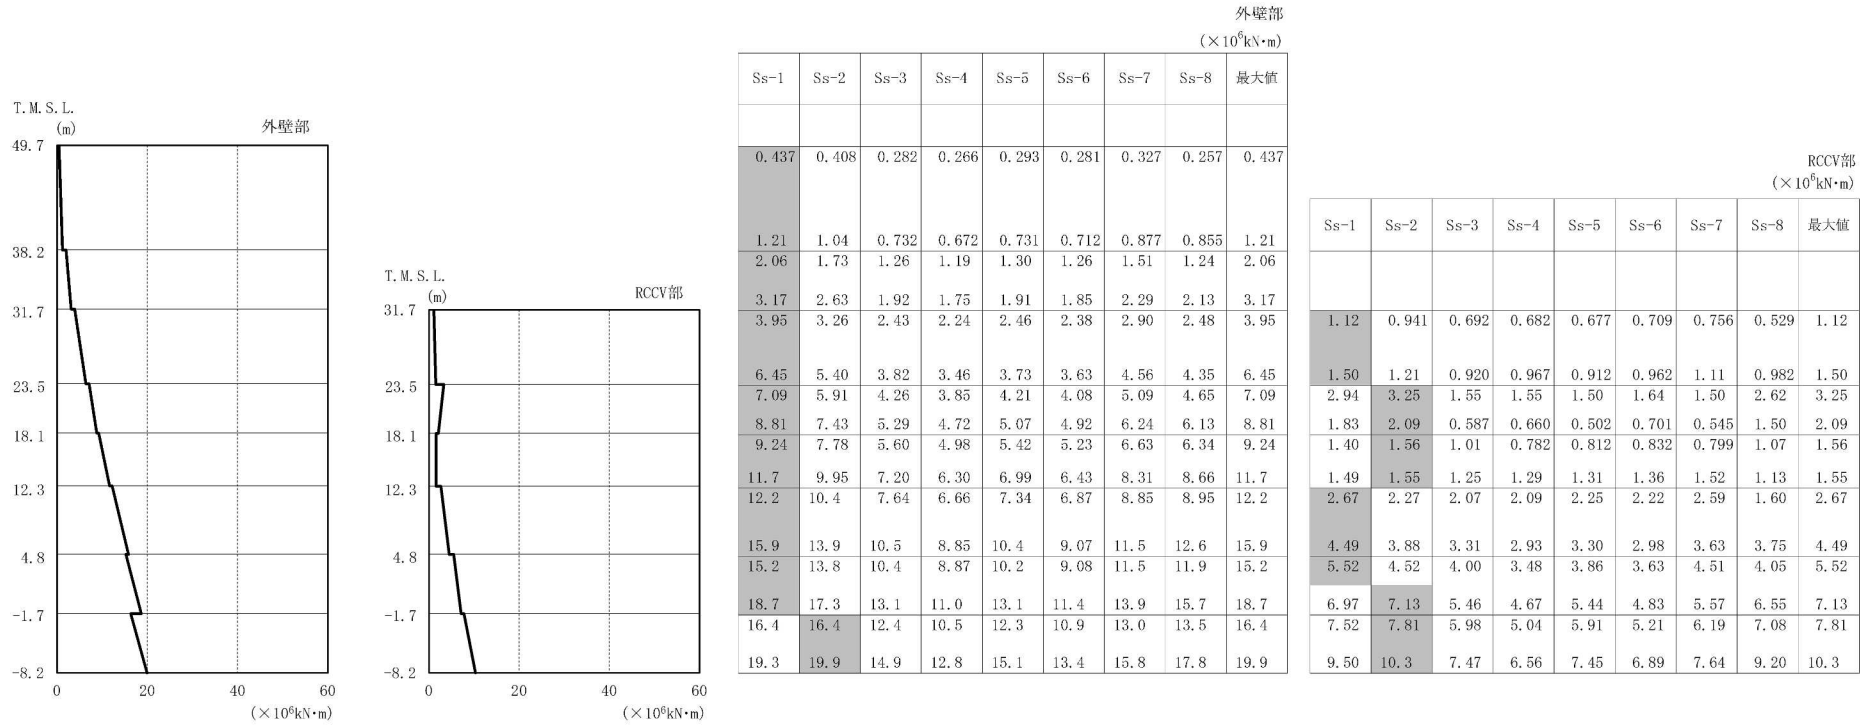 T.M.S.L.
(m)
外壁部
49.7
38.2
31.7
23.5
18.1
12.3
4.8
-1.7
-8.2
0 20 40 60
(×10⁶kN・m)
T.M.S.L.
(m)
RCCV部
31.7
23.5
18.1
12.3
4.8
-1.7
-8.2
0 20 40 60
(×10⁶kN・m)
外壁部
(×10⁶kN・m)
Ss-1 Ss-2 Ss-3 Ss-4 Ss-5 Ss-6 Ss-7 Ss-8 最大値
0.437 0.408 0.282 0.266 0.293 0.281 0.327 0.257 0.437
1.21 1.04 0.732 0.672 0.731 0.712 0.877 0.855 1.21
2.06 1.73 1.26 1.19 1.30 1.26 1.51 1.24 2.06
3.17 2.63 1.92 1.75 1.91 1.85 2.29 2.13 3.17
3.95 3.26 2.43 2.24 2.46 2.38 2.90 2.48 3.95
6.45 5.40 3.82 3.46 3.73 3.63 4.56 4.35 6.45
7.09 5.91 4.26 3.85 4.21 4.08 5.09 4.65 7.09
8.81 7.43 5.29 4.72 5.07 4.92 6.24 6.13 8.81
9.24 7.78 5.60 4.98 5.42 5.23 6.63 6.34 9.24
11.7 9.95 7.20 6.30 6.99 6.43 8.31 8.66 11.7
12.2 10.4 7.64 6.66 7.34 6.87 8.85 8.95 12.2
15.9 13.9 10.5 8.85 10.4 9.07 11.5 12.6 15.9
15.2 13.8 10.4 8.87 10.2 9.08 11.5 11.9 15.2
18.7 17.3 13.1 11.0 13.1 11.4 13.9 15.7 18.7
16.4 16.4 12.4 10.5 12.3 10.9 13.0 13.5 16.4
19.3 19.9 14.9 12.8 15.1 13.4 15.8 17.8 19.9
RCCV部
(×10⁶kN・m)
Ss-1 Ss-2 Ss-3 Ss-4 Ss-5 Ss-6 Ss-7 Ss-8 最大値
1.12 0.941 0.692 0.682 0.677 0.709 0.756 0.529 1.12
1.50 1.21 0.920 0.967 0.912 0.962 1.11 0.982 1.50
2.94 3.25 1.55 1.55 1.50 1.64 1.50 2.62 3.25
1.83 2.09 0.587 0.660 0.502 0.701 0.545 1.50 2.09
1.40 1.56 1.01 0.782 0.812 0.832 0.799 1.07 1.56
1.49 1.55 1.25 1.29 1.31 1.36 1.52 1.13 1.55
2.67 2.27 2.07 2.09 2.25 2.22 2.59 1.60 2.67
4.49 3.88 3.31 2.93 3.30 2.98 3.63 3.75 4.49
5.52 4.52 4.00 3.48 3.86 3.63 4.51 4.05 5.52
6.97 7.13 5.46 4.67 5.44 4.83 5.57 6.55 7.13
7.52 7.81 5.98 5.04 5.91 5.21 6.19 7.08 7.81
9.50 10.3 7.47 6.56 7.45 6.89 7.64 9.20 10.3